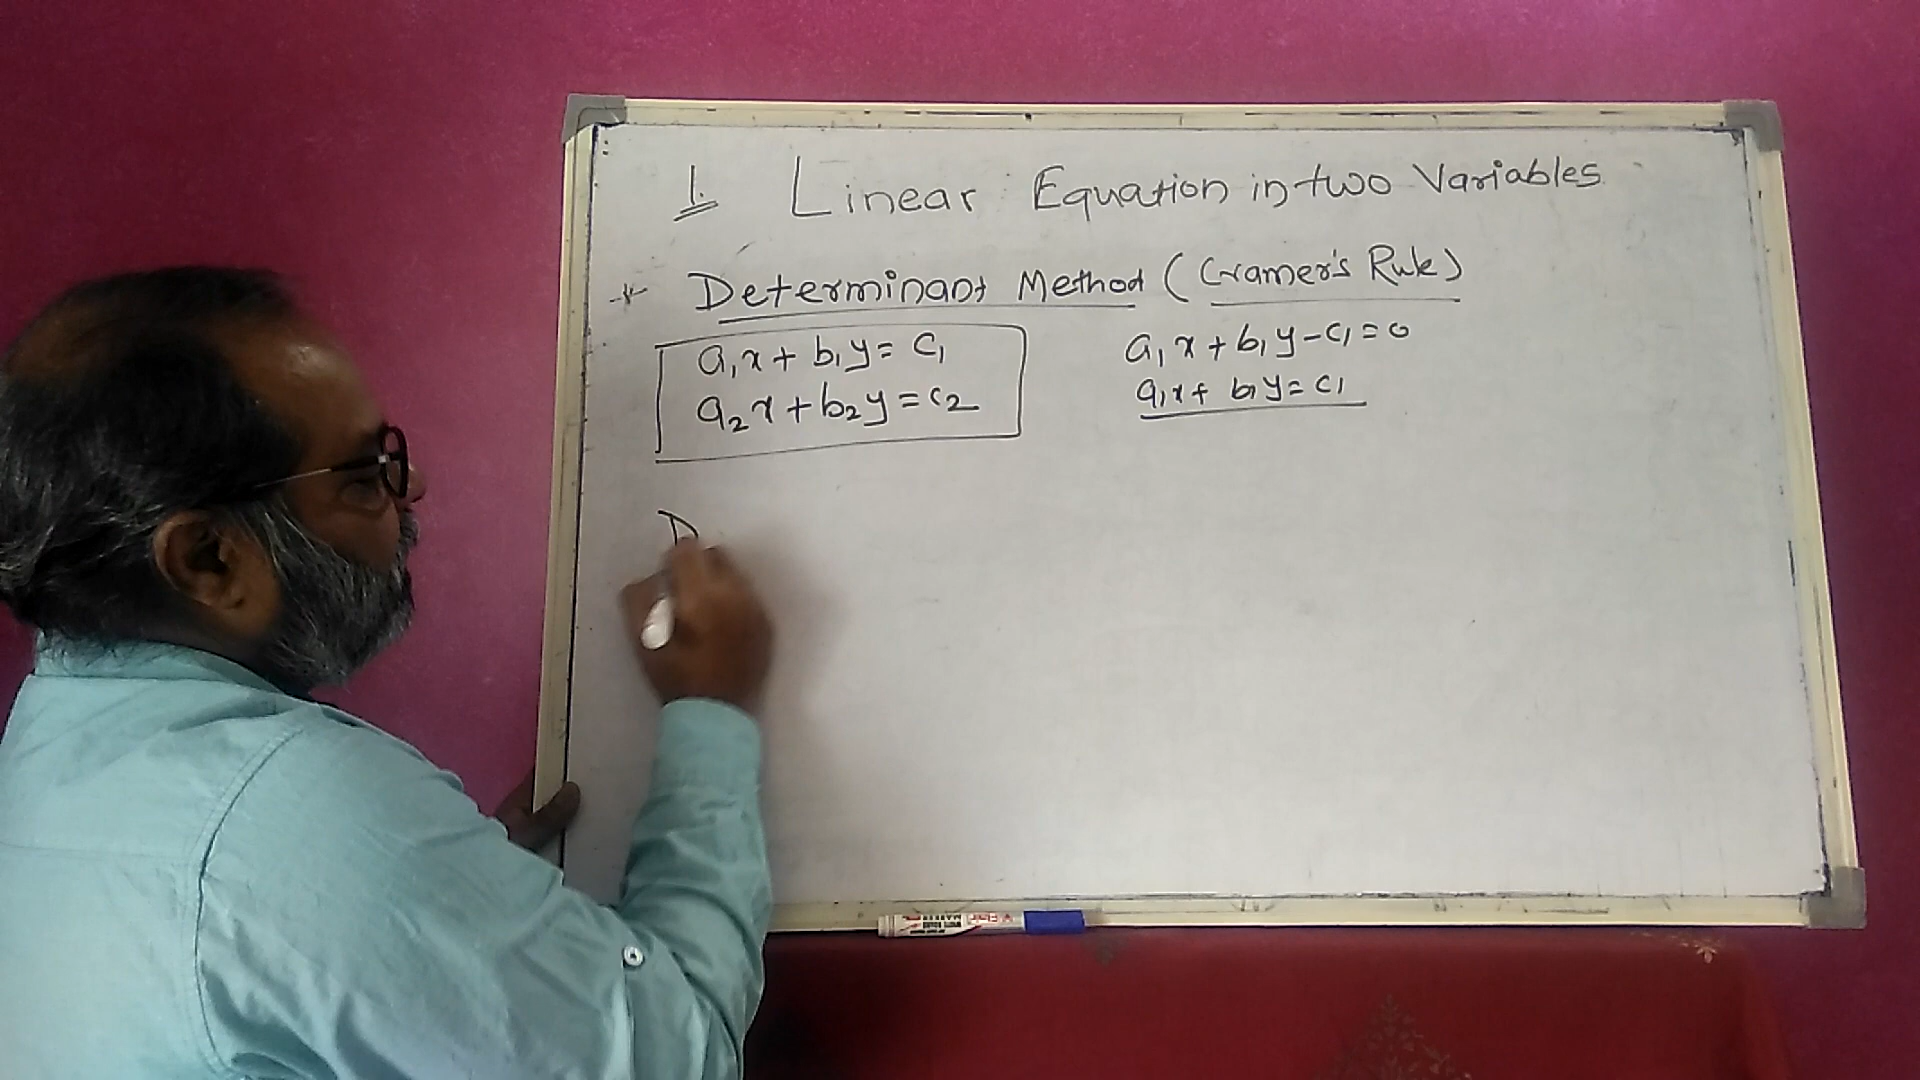 1. Linear Equation in two Variables
* Determinant Method (Cramer's Rule)
a₁x + b₁y = c₁
a₂x + b₂y = c₂
a₁x + b₁y - c₁ = 0
a₁x + b₁y = c₁
D